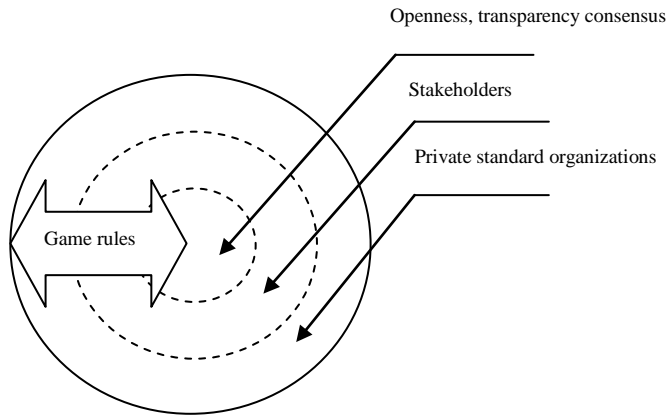 Openness, transparency consensus
Stakeholders
Private standard organizations
Game rules